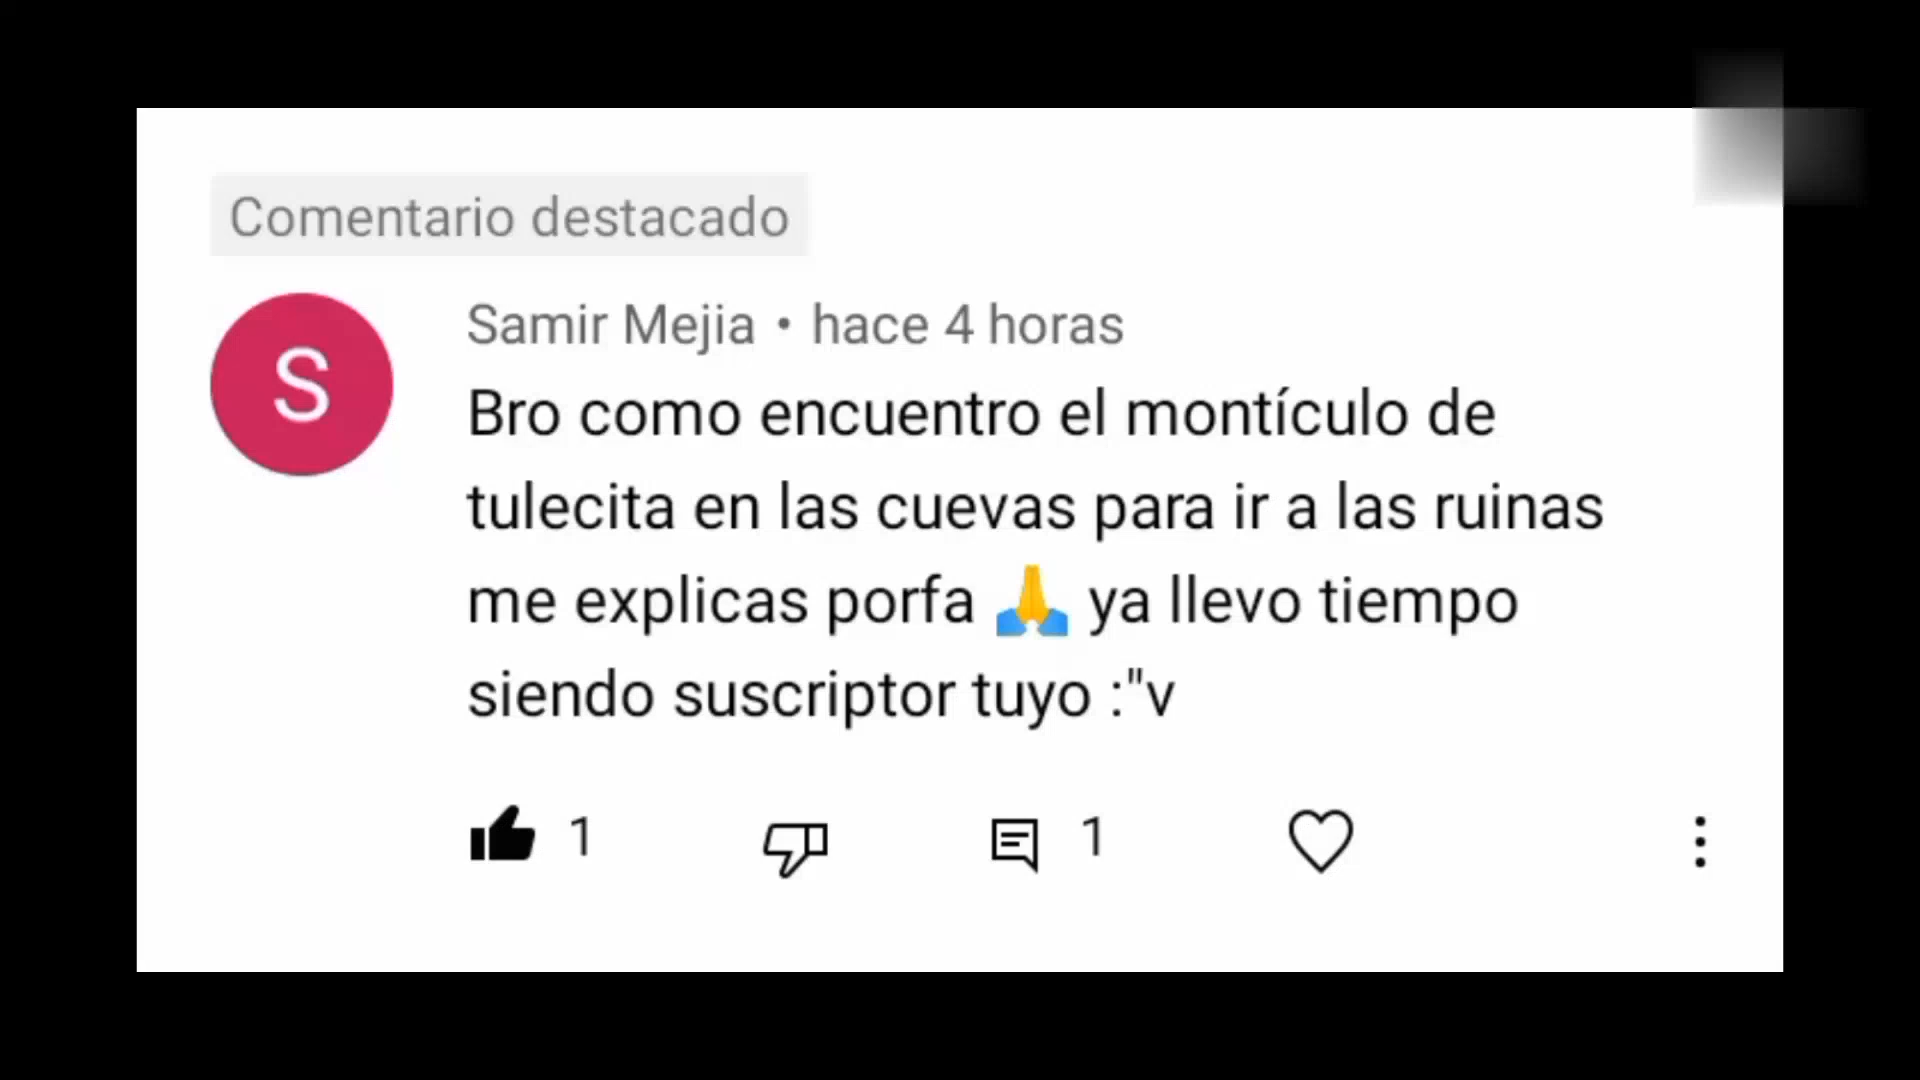 Comentario destacado
S
Samir Mejia • hace 4 horas
Bro como encuentro el montículo de
tulecita en las cuevas para ir a las ruinas
me explicas porfa 🙏 ya llevo tiempo
siendo suscriptor tuyo :"v
1 1